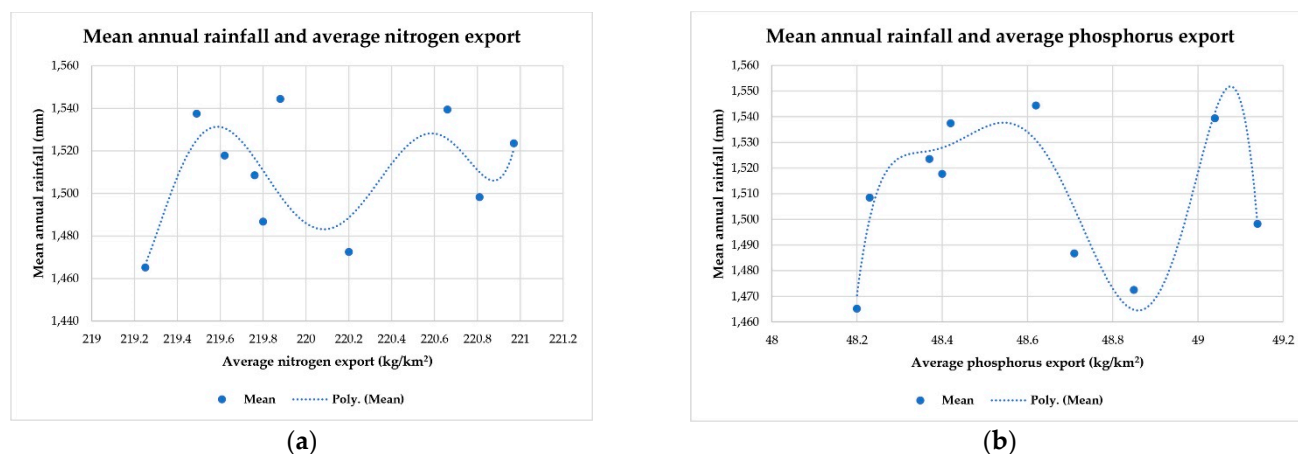 Mean annual rainfall and average nitrogen export
1,560
1,540
1,520
1,500
1,480
1,460
1,440
Mean annual rainfall (mm)
219 219.2 219.4 219.6 219.8 220 220.2 220.4 220.6 220.8 221 221.2
Average nitrogen export (kg/km²)
Mean Poly. (Mean)
(a)
Mean annual rainfall and average phosphorus export
1,560
1,550
1,540
1,530
1,520
1,510
1,500
1,490
1,480
1,470
1,460
Mean annual rainfall (mm)
48 48.2 48.4 48.6 48.8 49 49.2
Average phosphorus export (kg/km²)
Mean Poly. (Mean)
(b)